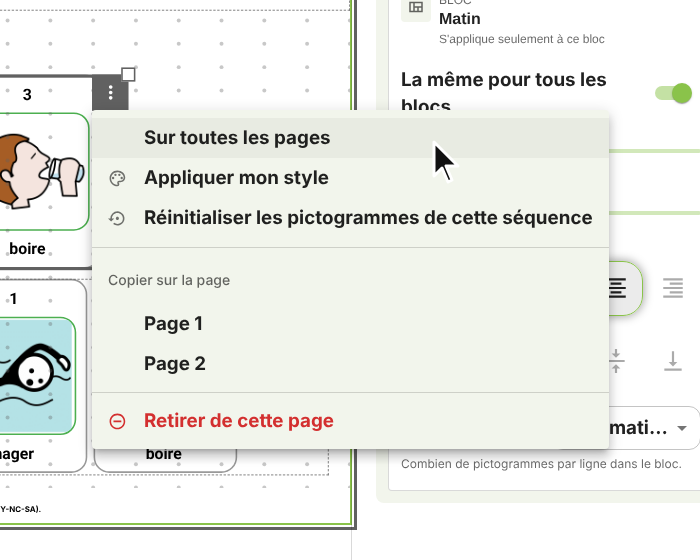 BLOC
Matin
S'applique seulement à ce bloc
La même pour tous les
blocs
3
boire
1
boire
Y-NC-SA).
Sur toutes les pages
Appliquer mon style
Réinitialiser les pictogrammes de cette séquence
Copier sur la page
Page 1
Page 2
Retirer de cette page
mati...
Combien de pictogrammes par ligne dans le bloc.